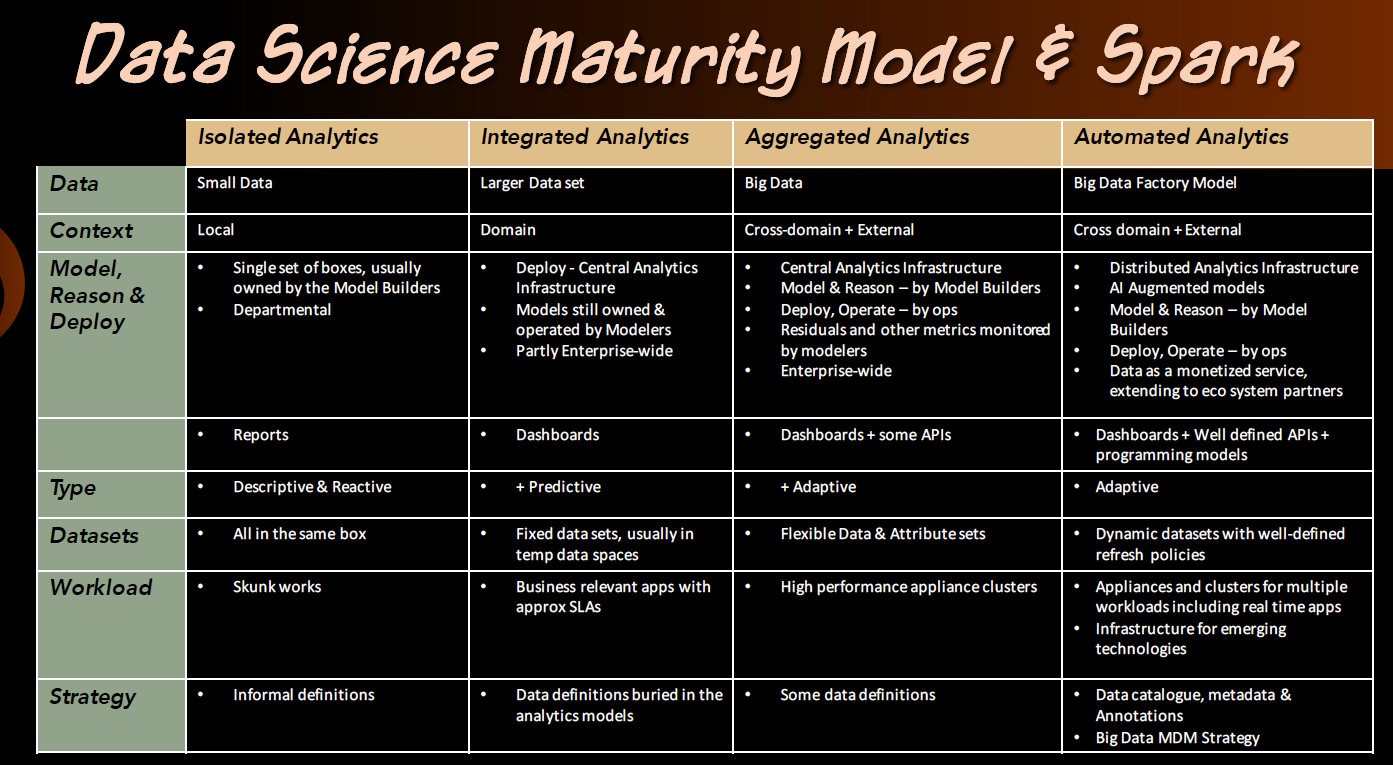 Data Science Maturity Model & Spark
Isolated Analytics
Integrated Analytics
Aggregated Analytics
Automated Analytics
Data
Small Data
Larger Data set
Big Data
Big Data Factory Model
Context
Local
Domain
Cross-domain + External
Cross domain + External
Model,
Reason &
Deploy
• Single set of boxes, usually
owned by the Model Builders
• Departmental
• Deploy - Central Analytics
Infrastructure
• Models still owned &
operated by Modelers
• Partly Enterprise-wide
• Central Analytics Infrastructure
• Model & Reason – by Model Builders
• Deploy, Operate – by ops
• Residuals and other metrics monitored
by modelers
• Enterprise-wide
• Distributed Analytics Infrastructure
• AI Augmented models
• Model & Reason – by Model
Builders
• Deploy, Operate – by ops
• Data as a monetized service,
extending to eco system partners
• Reports
• Dashboards
• Dashboards + some APIs
• Dashboards + Well defined APIs +
programming models
Type
• Descriptive & Reactive
• + Predictive
• + Adaptive
• Adaptive
Datasets
• All in the same box
• Fixed data sets, usually in
temp data spaces
• Flexible Data & Attribute sets
• Dynamic datasets with well-defined
refresh policies
Workload
• Skunk works
• Business relevant apps with
approx SLAs
• High performance appliance clusters
• Appliances and clusters for multiple
workloads including real time apps
• Infrastructure for emerging
technologies
Strategy
• Informal definitions
• Data definitions buried in the
analytics models
• Some data definitions
• Data catalogue, metadata &
Annotations
• Big Data MDM Strategy